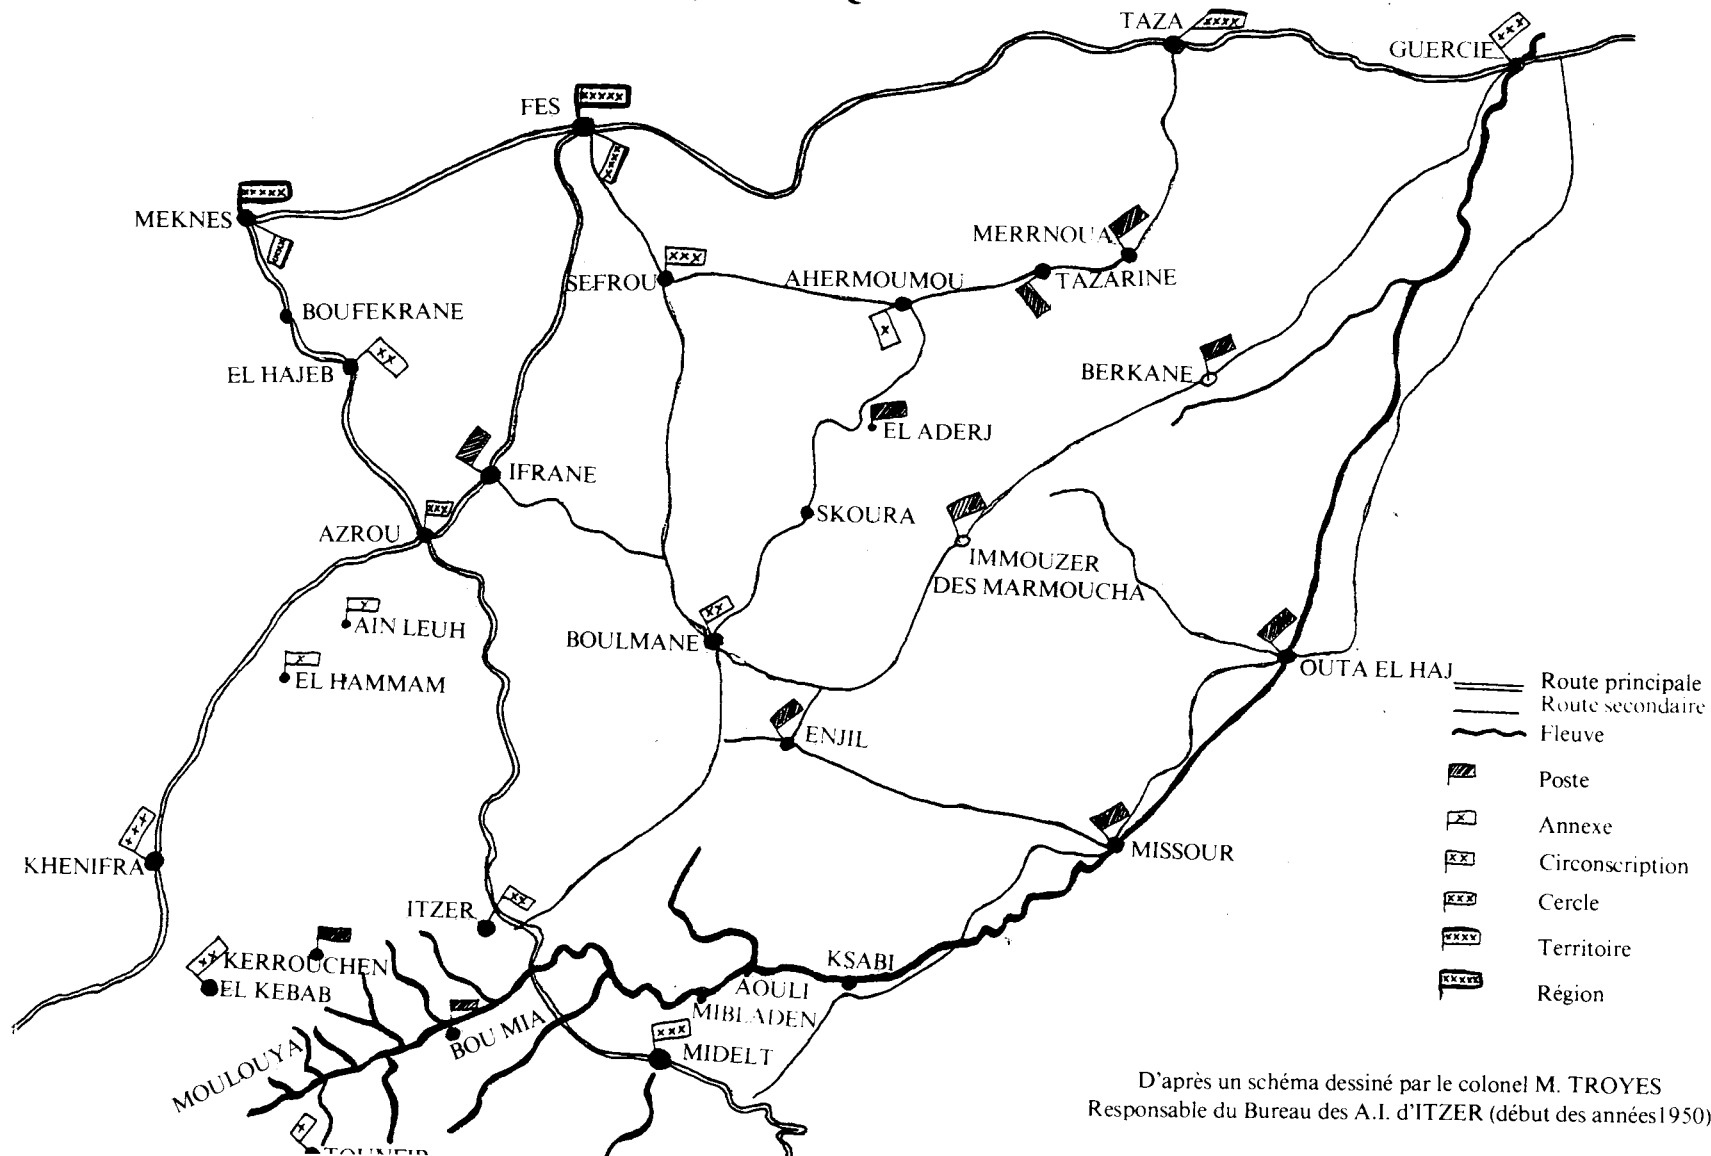 TAZA
GUERCIE
FES
MEKNES
MERRNOUA
SEFROU
AHERMOUMOU
TAZARINE
BOUFEKRANE
EL HAJEB
BERKANE
EL ADERJ
IFRANE
SKOURA
AZROU
IMMOUZER
DES MARMOUCHA
AIN LEUH
BOULMANE
EL HAMMAM
OUTA EL HAJ
Route principale
Route secondaire
ENJIL
Fleuve
Poste
Annexe
MISSOUR
KHENIFRA
Circonscription
ITZER
Cercle
KERROUCHEN
KSABI
Territoire
EL KEBAB
AOULI
MIBLADEN
Région
BOU MIA
MIDELT
MOULOUYA
D'après un schéma dessiné par le colonel M. TROYES
Responsable du Bureau des A.I. d'ITZER (début des années1950)